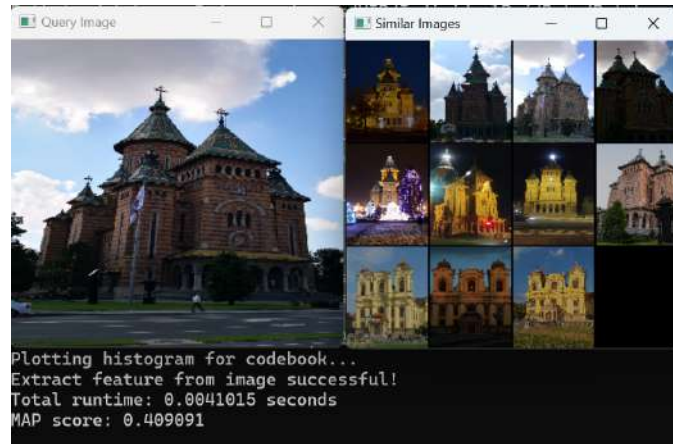 Query Image
Similar Images
Plotting histogram for codebook...
Extract feature from image successful!
Total runtime: 0.0041015 seconds
MAP score: 0.409091